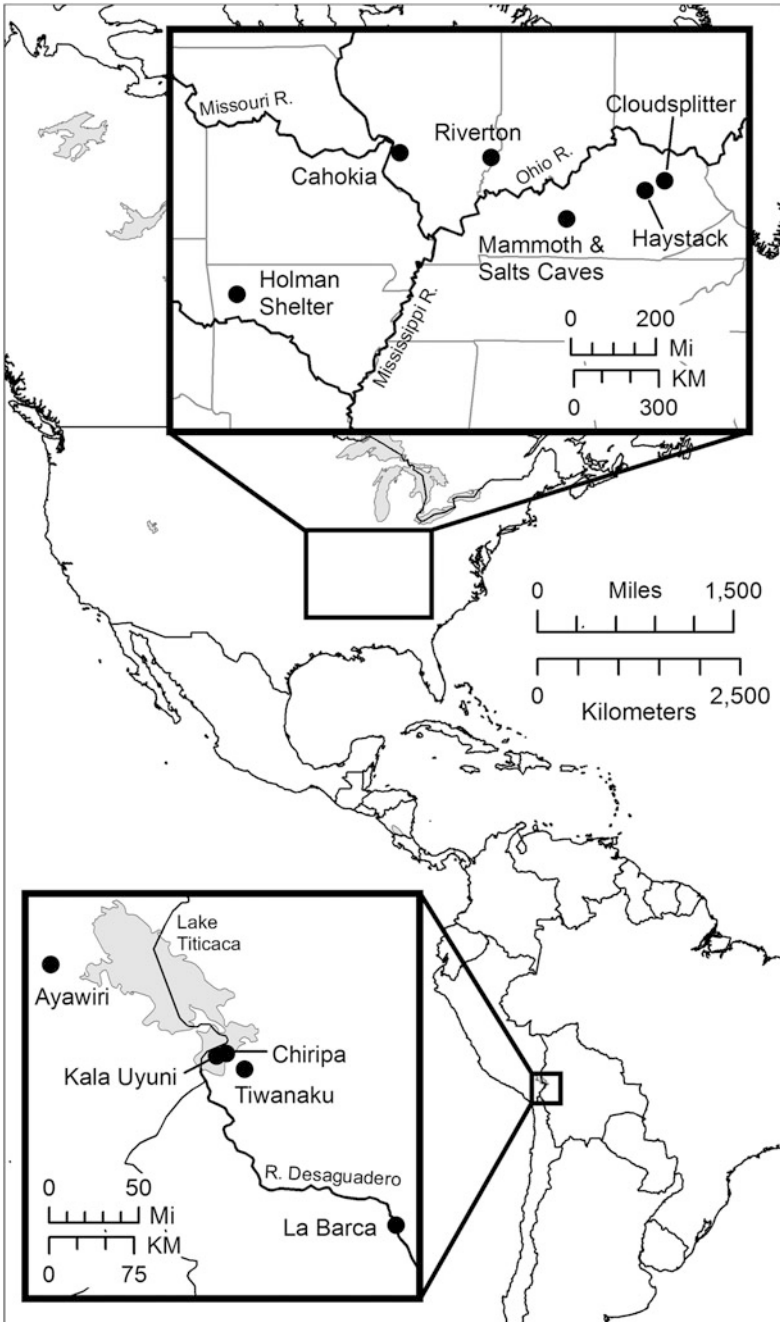 Missouri R.
Cahokia
Riverton
Ohio R.
Cloudsplitter
Haystack
Mammoth &
Salts Caves
Holman
Shelter
Mississippi R.
0 200
Mi
KM
0 300
0 Miles 1,500
0 2,500
Kilometers
Lake
Titicaca
Ayawiri
Chiripa
Kala Uyuni
Tiwanaku
R. Desaguadero
La Barca
0 50
Mi
KM
0 75